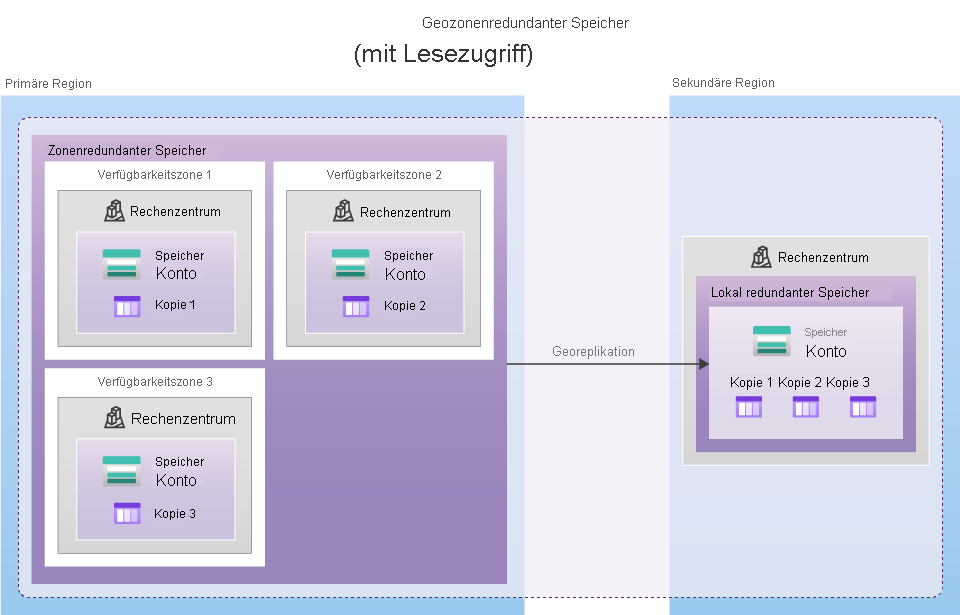 Geozonenredundanter Speicher
(mit Lesezugriff)
Primäre Region
Sekundäre Region
Zonenredundanter Speicher
Verfügbarkeitszone 1
Rechenzentrum
Speicher
Konto
Kopie 1
Verfügbarkeitszone 2
Rechenzentrum
Speicher
Konto
Kopie 2
Verfügbarkeitszone 3
Rechenzentrum
Speicher
Konto
Kopie 3
Georeplikation
Rechenzentrum
Lokal redundanter Speicher
Speicher
Konto
Kopie 1 Kopie 2 Kopie 3